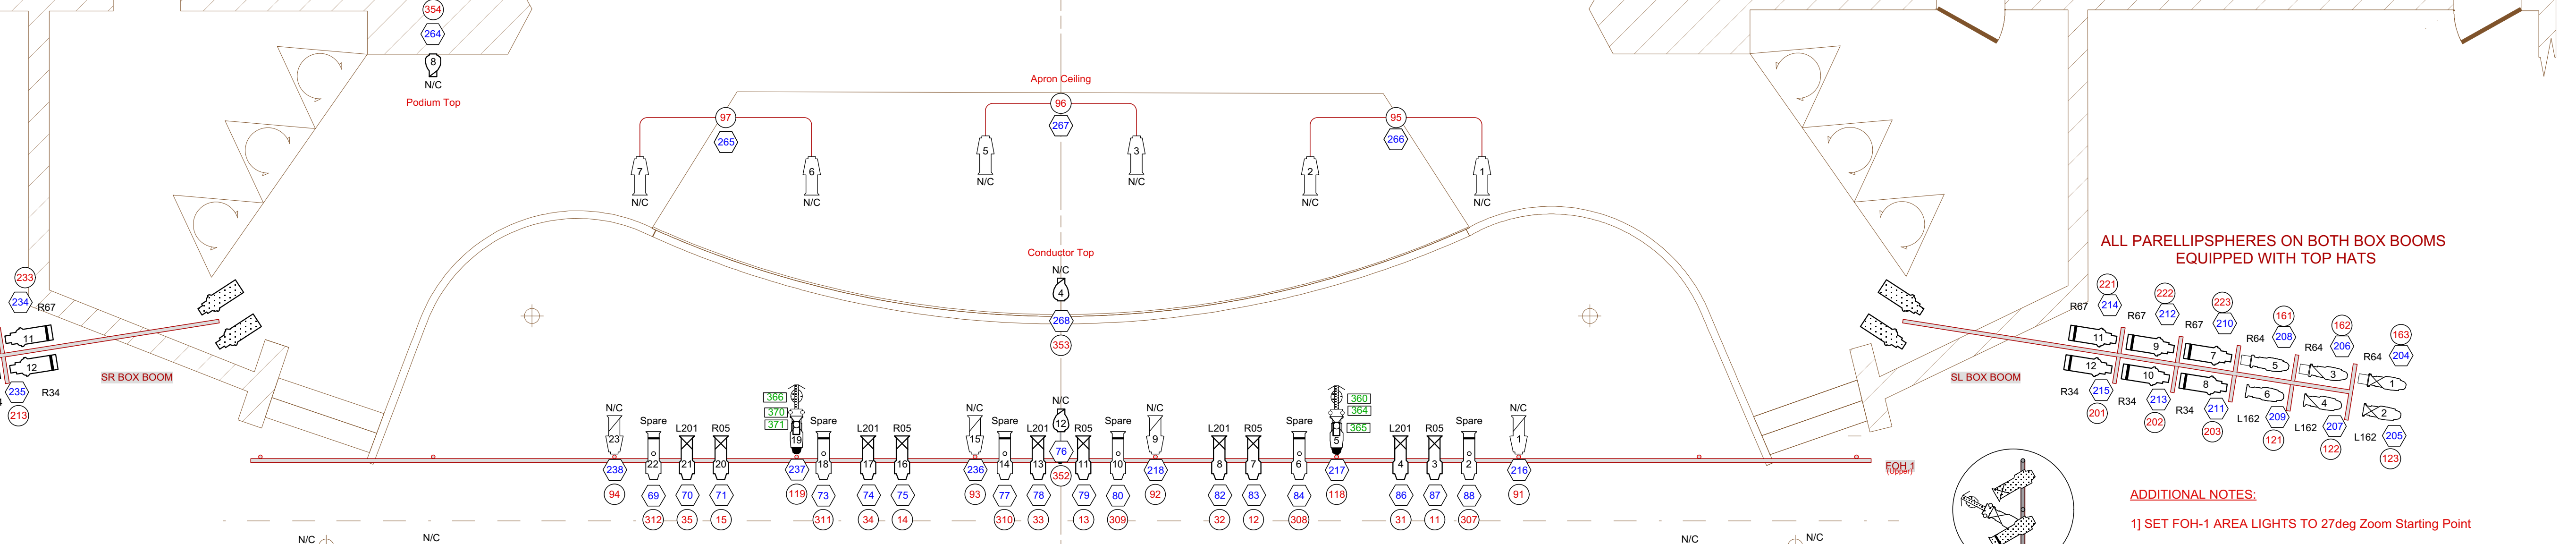 354
264
8
N/C
Podium Top
Apron Ceiling
97
265
7
N/C
6
N/C
96
267
5
N/C
3
N/C
95
266
2
N/C
1
N/C
Conductor Top
N/C
4
268
353
233
234
R67
11
12
235
R34
213
SR BOX BOOM
ALL PARELLIPSPHERES ON BOTH BOX BOOMS
EQUIPPED WITH TOP HATS
221
214
R67
11
222
212
R67
9
223
210
R67
7
161
208
R64
5
162
206
R64
3
163
204
R64
1
12
215
R34
201
10
213
R34
202
8
211
R34
203
6
209
L162
121
4
207
L162
122
2
205
L162
123
SL BOX BOOM
N/C
23
238
94
Spare
22
69
312
L201
21
70
35
R05
20
71
15
366
370
371
19
237
119
Spare
18
73
311
L201
17
74
34
R05
16
75
14
N/C
15
236
93
Spare
14
77
310
L201
13
78
33
N/C
12
76
352
R05
11
79
13
Spare
10
80
309
N/C
9
218
92
L201
8
82
32
R05
7
83
12
Spare
6
84
308
360
364
365
5
217
118
L201
4
86
31
R05
3
87
11
Spare
2
88
307
N/C
1
216
91
FOH 1
(Upper)
ADDITIONAL NOTES:
1] SET FOH-1 AREA LIGHTS TO 27deg Zoom Starting Point
N/C
N/C
N/C
N/C